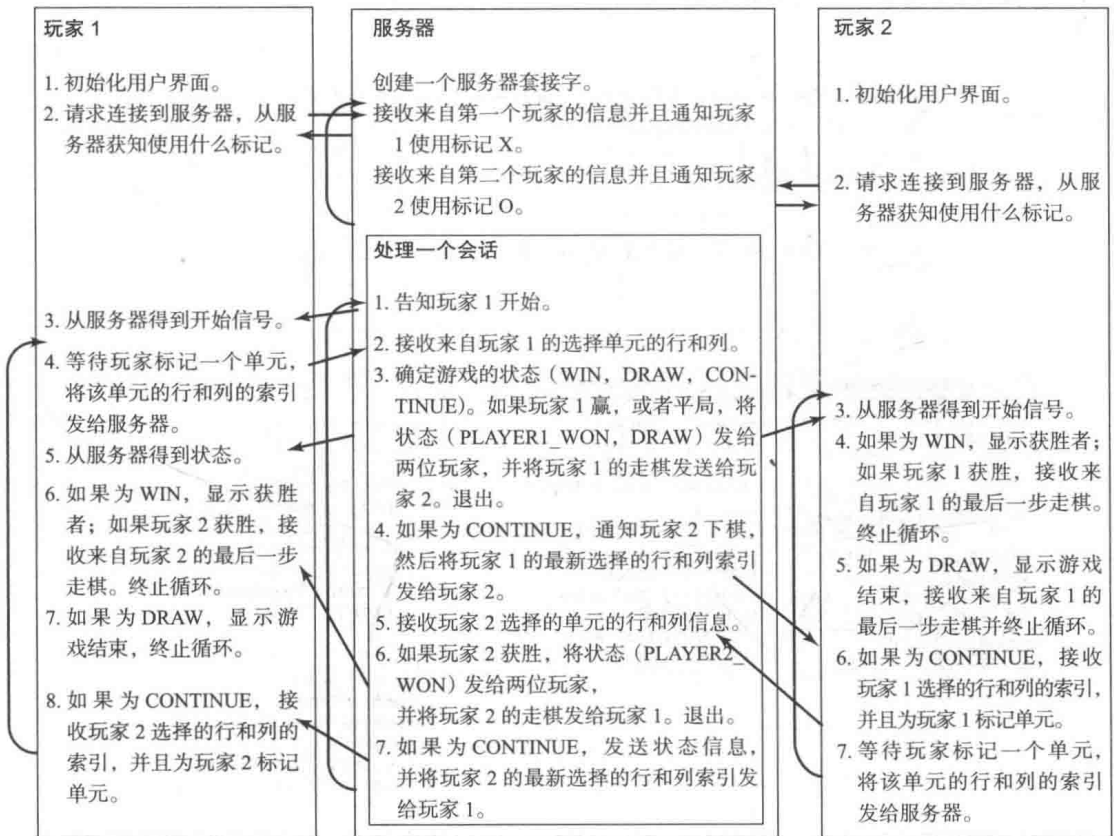 玩家 1
1. 初始化用户界面。
2. 请求连接到服务器，从服
务器获知使用什么标记。
3. 从服务器得到开始信号。
4. 等待玩家标记一个单元，
将该单元的行和列的索引
发给服务器。
5. 从服务器得到状态。
6. 如果为 WIN，显示获胜
者；如果玩家 2 获胜，接
收来自玩家 2 的最后一步
走棋。终止循环。
7. 如果为 DRAW，显示游
戏结束，终止循环。
8. 如果为 CONTINUE，接
收玩家 2 选择的行和列的
索引，并且为玩家 2 标记
单元。
服务器
创建一个服务器套接字。
接收来自第一个玩家的信息并且通知玩家
1 使用标记 X。
接收来自第二个玩家的信息并且通知玩家
2 使用标记 O。
处理一个会话
1. 告知玩家 1 开始。
2. 接收来自玩家 1 的选择单元的行和列。
3. 确定游戏的状态（WIN，DRAW，CON-
TINUE）。如果玩家 1 赢，或者平局，将
状态（PLAYER1_WON，DRAW）发给
两位玩家，并将玩家 1 的走棋发送给玩
家 2。退出。
4. 如果为 CONTINUE，通知玩家 2 下棋，
然后将玩家 1 的最新选择的行和列索引
发给玩家 2。
5. 接收玩家 2 选择的单元的行和列信息。
6. 如果玩家 2 获胜，将状态（PLAYER2_
WON）发给两位玩家，
并将玩家 2 的走棋发给玩家 1。退出。
7. 如果为 CONTINUE，发送状态信息，
并将玩家 2 的最新选择的行和列索引发
给玩家 1。
玩家 2
1. 初始化用户界面。
2. 请求连接到服务器，从服
务器获知使用什么标记。
3. 从服务器得到开始信号。
4. 如果为 WIN，显示获胜者；
如果玩家 1 获胜，接收来
自玩家 1 的最后一步走棋。
终止循环。
5. 如果为 DRAW，显示游戏
结束，接收来自玩家 1 的
最后一步走棋并终止循环。
6. 如果为 CONTINUE，接收
玩家 1 选择的行和列的索引，
并且为玩家 1 标记单元。
7. 等待玩家标记一个单元，
将该单元的行和列的索引
发给服务器。